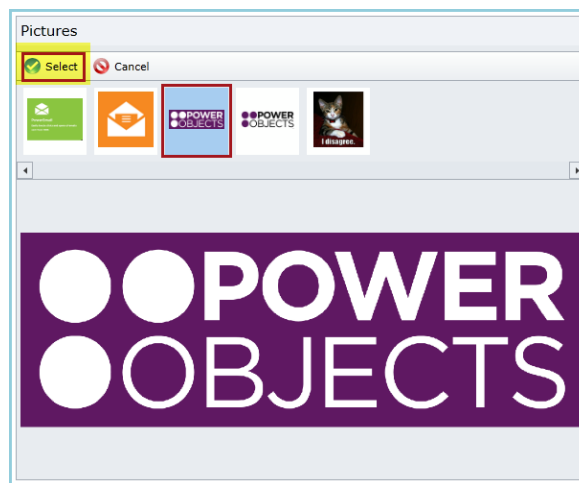 Pictures
Select Cancel
POWER
OBJECTS
POWER
OBJECTS
I disagree.
POWER
OBJECTS